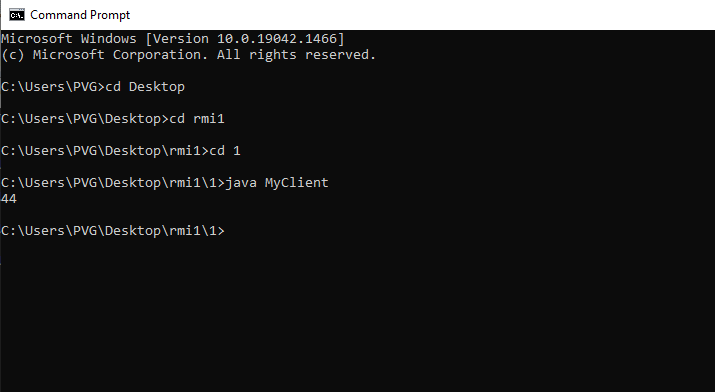 Command Prompt
Microsoft Windows [Version 10.0.19042.1466]
(c) Microsoft Corporation. All rights reserved.
C:\Users\PVG>cd Desktop
C:\Users\PVG\Desktop>cd rmi1
C:\Users\PVG\Desktop\rmi1>cd 1
C:\Users\PVG\Desktop\rmi1\1>java MyClient
44
C:\Users\PVG\Desktop\rmi1\1>